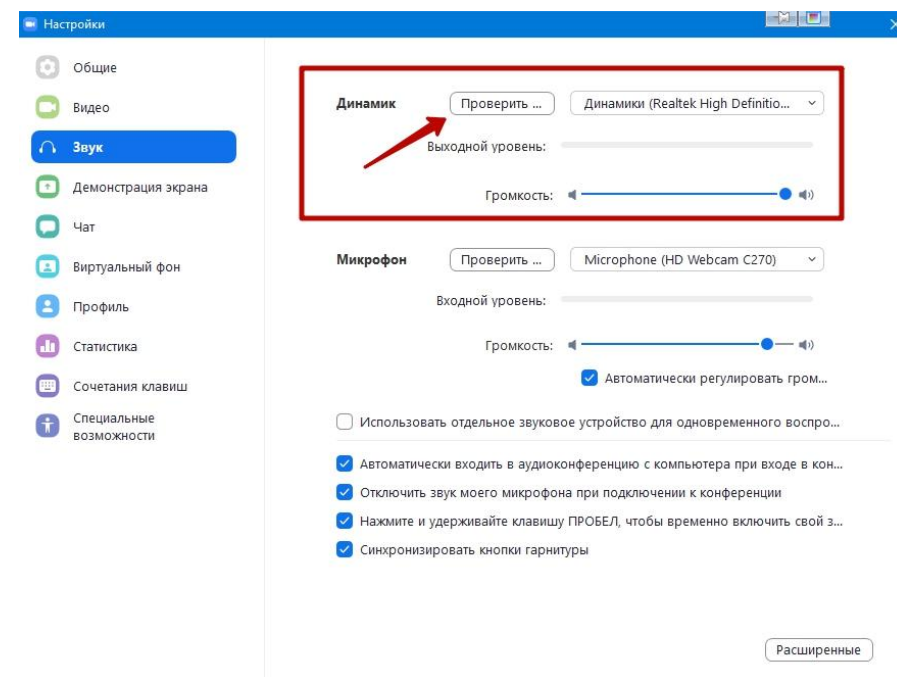 Настройки
Общие
Видео
Звук
Демонстрация экрана
Чат
Виртуальный фон
Профиль
Статистика
Сочетания клавиш
Специальные
возможности
Динамик Проверить ... Динамики (Realtek High Definitio...
Выходной уровень:
Громкость:
Микрофон Проверить ... Microphone (HD Webcam C270)
Входной уровень:
Громкость:
Автоматически регулировать гром...
Использовать отдельное звуковое устройство для одновременного воспро...
Автоматически входить в аудиоконференцию с компьютера при входе в кон...
Отключить звук моего микрофона при подключении к конференции
Нажмите и удерживайте клавишу ПРОБЕЛ, чтобы временно включить свой з...
Синхронизировать кнопки гарнитуры
Расширенные